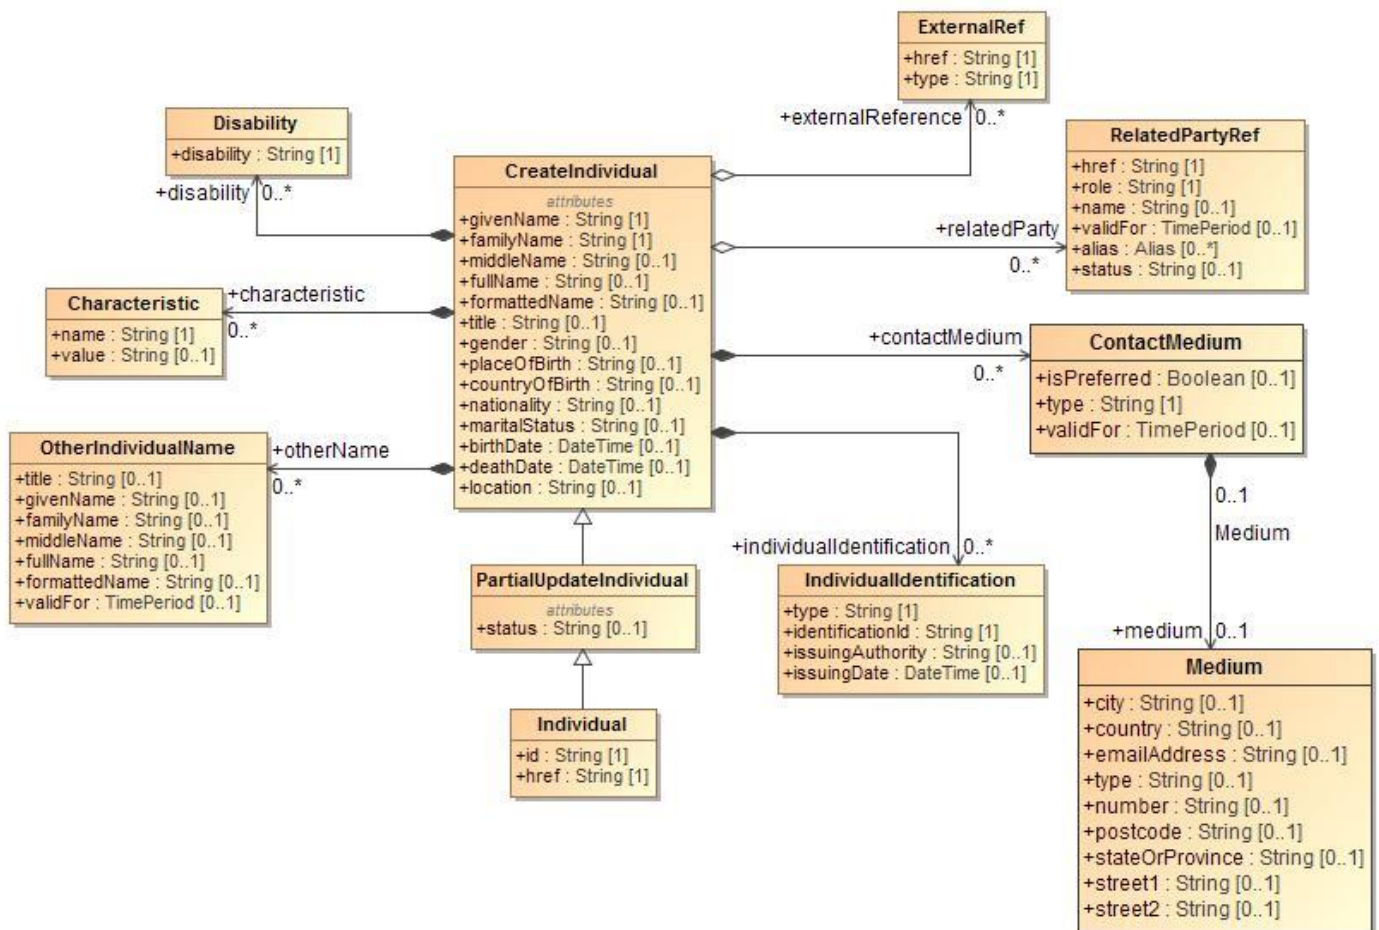 ExternalRef
+href : String [1]
+type : String [1]
+externalReference 0..*
Disability
+disability : String [1]
+disability 0..*
RelatedPartyRef
+href : String [1]
+role : String [1]
+name : String [0..1]
+validFor : TimePeriod [0..1]
+alias : Alias [0..*]
+status : String [0..1]
+relatedParty
0..*
CreateIndividual
attributes
+givenName : String [1]
+familyName : String [1]
+middleName : String [0..1]
+fullName : String [0..1]
+formattedName : String [0..1]
+title : String [0..1]
+gender : String [0..1]
+placeOfBirth : String [0..1]
+countryOfBirth : String [0..1]
+nationality : String [0..1]
+maritalStatus : String [0..1]
+birthDate : DateTime [0..1]
+deathDate : DateTime [0..1]
+location : String [0..1]
Characteristic
+name : String [1]
+value : String [0..1]
+characteristic
0..*
+contactMedium
0..*
ContactMedium
+isPreferred : Boolean [0..1]
+type : String [1]
+validFor : TimePeriod [0..1]
OtherIndividualName
+title : String [0..1]
+givenName : String [0..1]
+familyName : String [0..1]
+middleName : String [0..1]
+fullName : String [0..1]
+formattedName : String [0..1]
+validFor : TimePeriod [0..1]
+otherName
0..*
0..1
Medium
+medium 0..1
+individualIdentification 0..*
PartialUpdateIndividual
attributes
+status : String [0..1]
IndividualIdentification
+type : String [1]
+identificationId : String [1]
+issuingAuthority : String [0..1]
+issuingDate : DateTime [0..1]
Individual
+id : String [1]
+href : String [1]
Medium
+city : String [0..1]
+country : String [0..1]
+emailAddress : String [0..1]
+type : String [0..1]
+number : String [0..1]
+postcode : String [0..1]
+stateOrProvince : String [0..1]
+street1 : String [0..1]
+street2 : String [0..1]